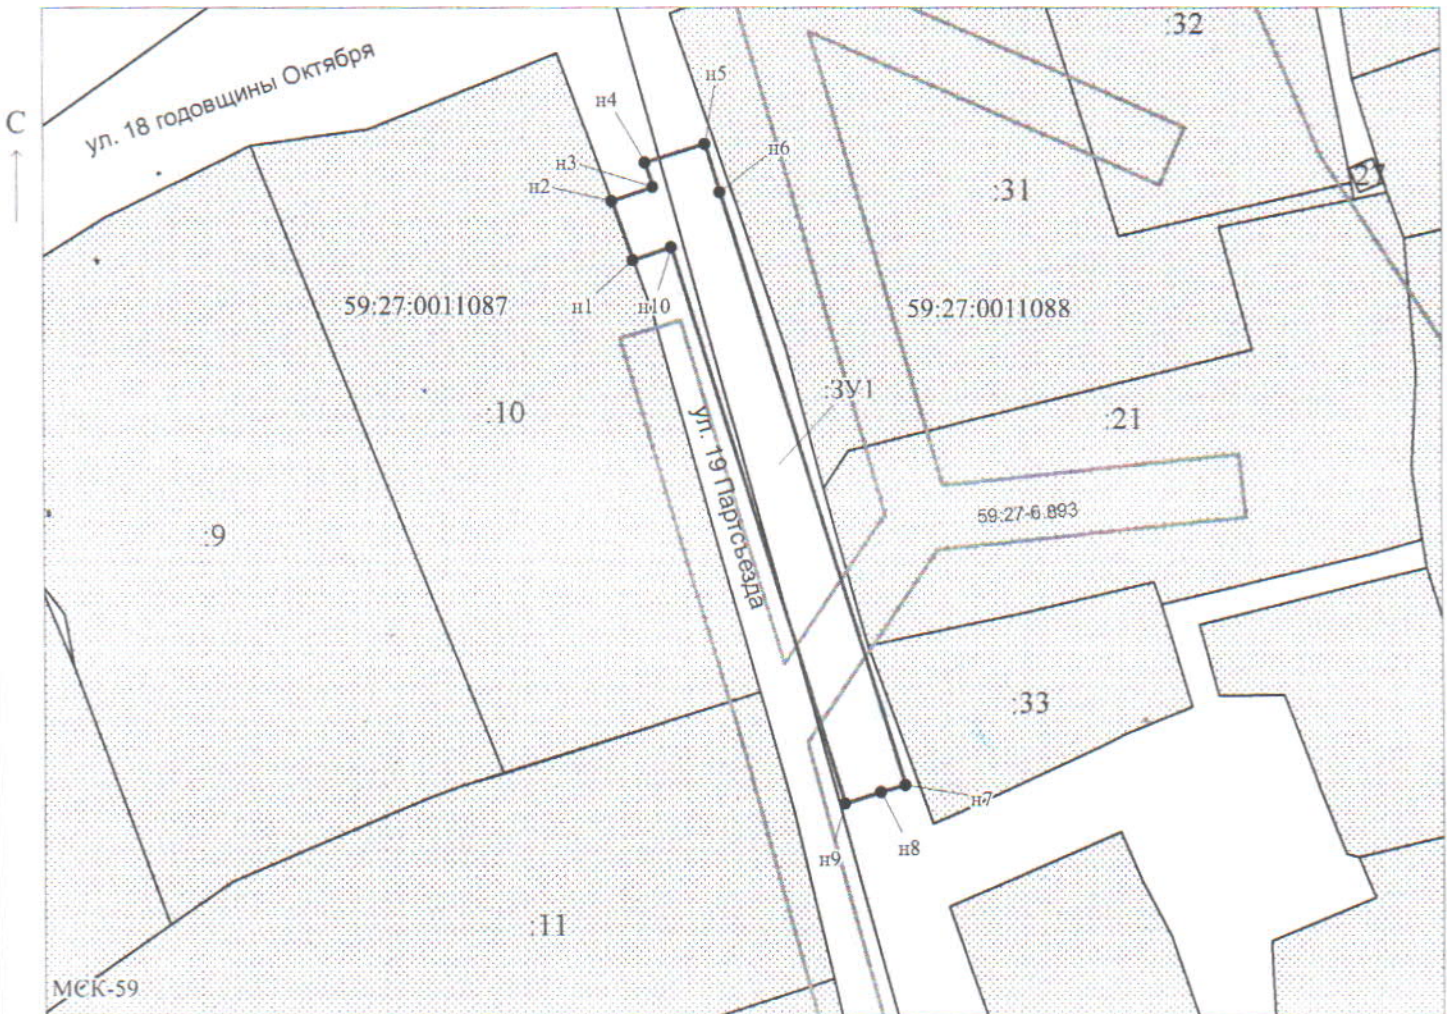 :32
ул. 18 годовщины Октября
С
н5
н4
н6
н3
н2
:31
27
н1
н10
59:27:0011087
59:27:0011088
:ЗУ1
:10
:21
ул. 19 Партсъезда
59:27-6.893
:9
:33
н7
н8
н9
:11
МСК-59